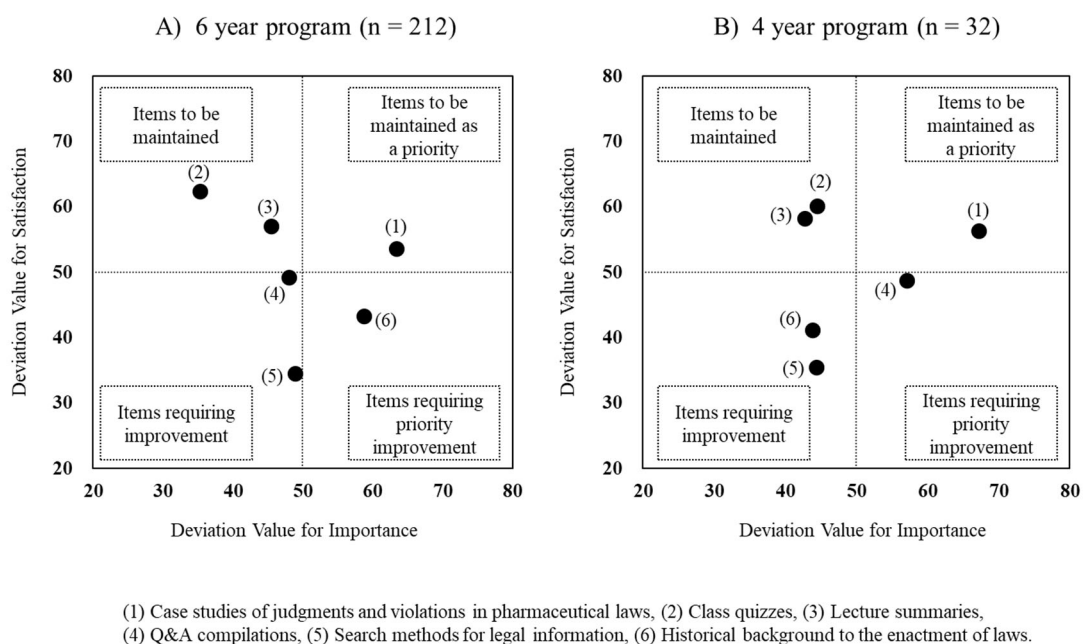 A) 6 year program (n = 212)
80
70
60
50
40
30
20
20 30 40 50 60 70 80
Deviation Value for Satisfaction
Deviation Value for Importance
Items to be
maintained
Items to be
maintained as
a priority
Items requiring
improvement
Items requiring
priority
improvement
(2)
(3)
(1)
(4)
(6)
(5)
B) 4 year program (n = 32)
80
70
60
50
40
30
20
20 30 40 50 60 70 80
Deviation Value for Satisfaction
Deviation Value for Importance
Items to be
maintained
Items to be
maintained as
a priority
Items requiring
improvement
Items requiring
priority
improvement
(2)
(3)
(1)
(4)
(6)
(5)
(1) Case studies of judgments and violations in pharmaceutical laws, (2) Class quizzes, (3) Lecture summaries,
(4) Q&A compilations, (5) Search methods for legal information, (6) Historical background to the enactment of laws.